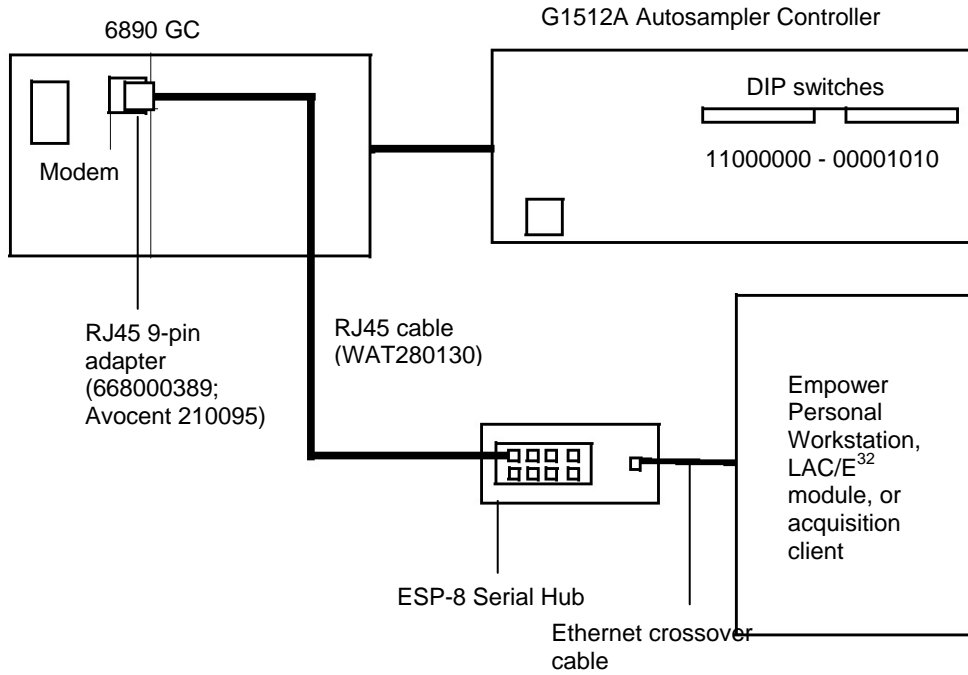 6890 GC
G1512A Autosampler Controller
DIP switches
11000000 - 00001010
Modem
RJ45 9-pin
adapter
(668000389;
Avocent 210095)
RJ45 cable
(WAT280130)
Empower
Personal
Workstation,
LAC/E32
module, or
acquisition
client
ESP-8 Serial Hub
Ethernet crossover
cable